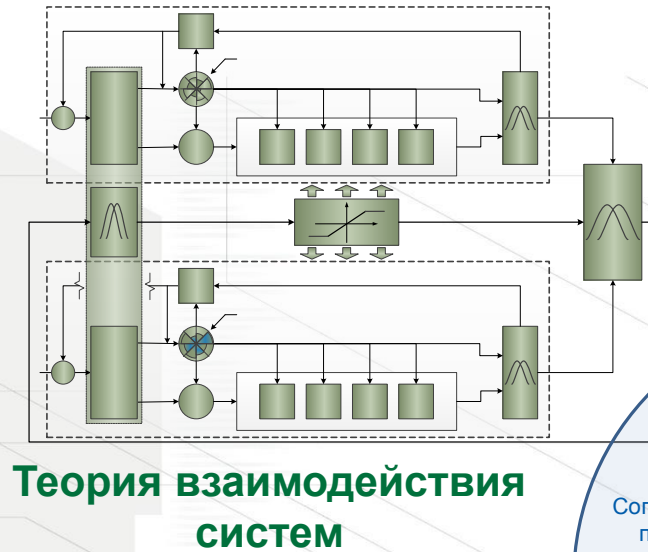 Теория взаимодействия
систем